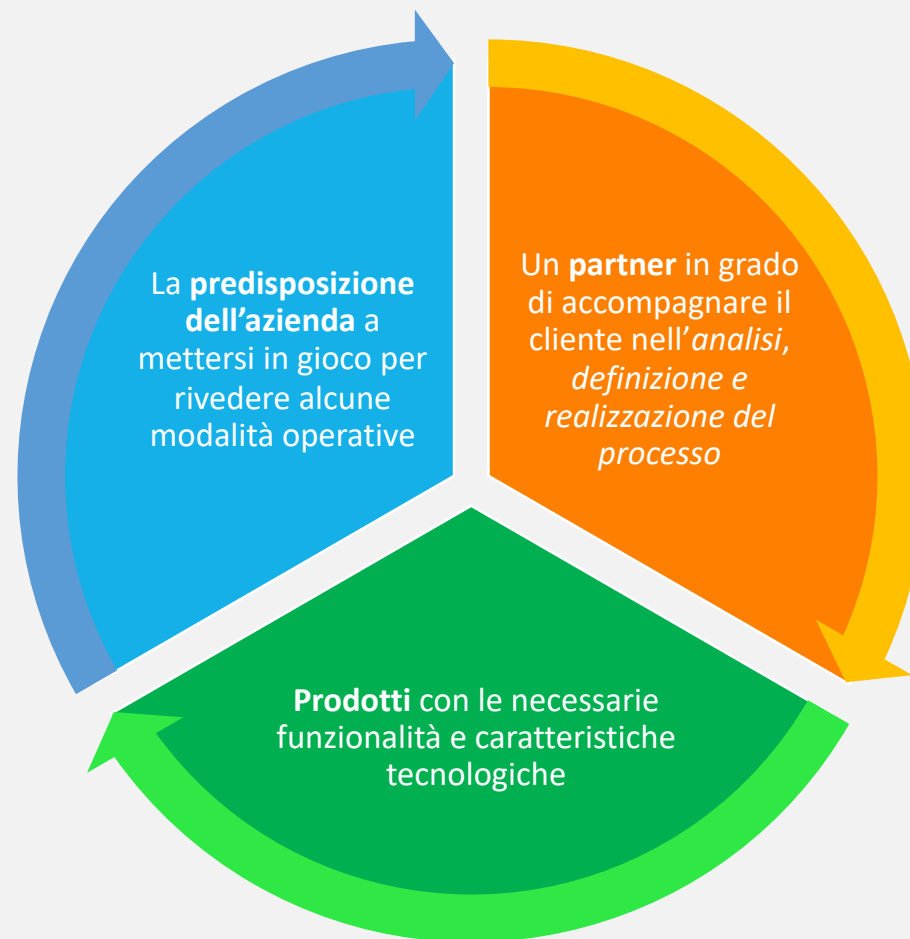 La predisposizione
dell’azienda a
mettersi in gioco per
rivedere alcune
modalità operative
Un partner in grado
di accompagnare il
cliente nell’analisi,
definizione e
realizzazione del
processo
Prodotti con le necessarie
funzionalità e caratteristiche
tecnologiche